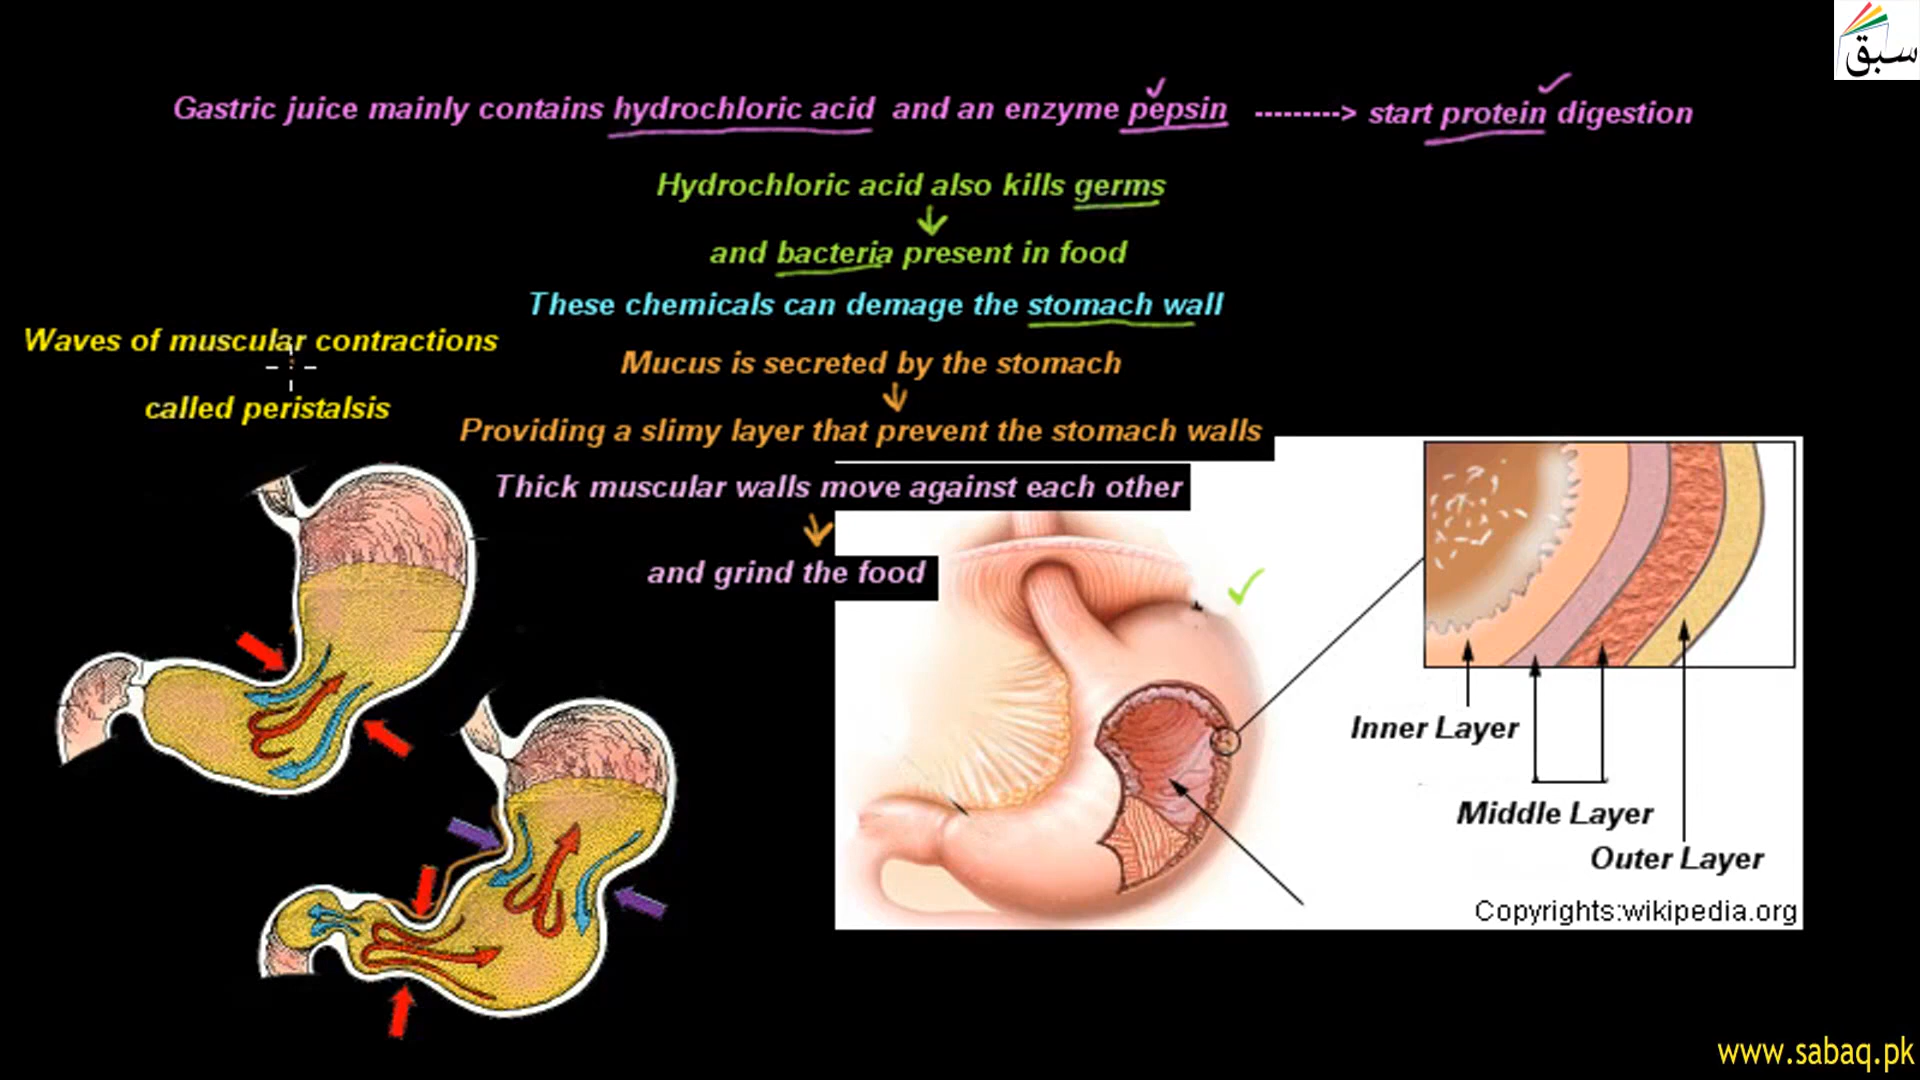 سبق
Gastric juice mainly contains hydrochloric acid and an enzyme pepsin ---------> start protein digestion
Hydrochloric acid also kills germs
and bacteria present in food
These chemicals can demage the stomach wall
Waves of muscular contractions
called peristalsis
Mucus is secreted by the stomach
Providing a slimy layer that prevent the stomach walls
Thick muscular walls move against each other
and grind the food
Inner Layer
Middle Layer
Outer Layer
Copyrights:wikipedia.org
www.sabaq.pk